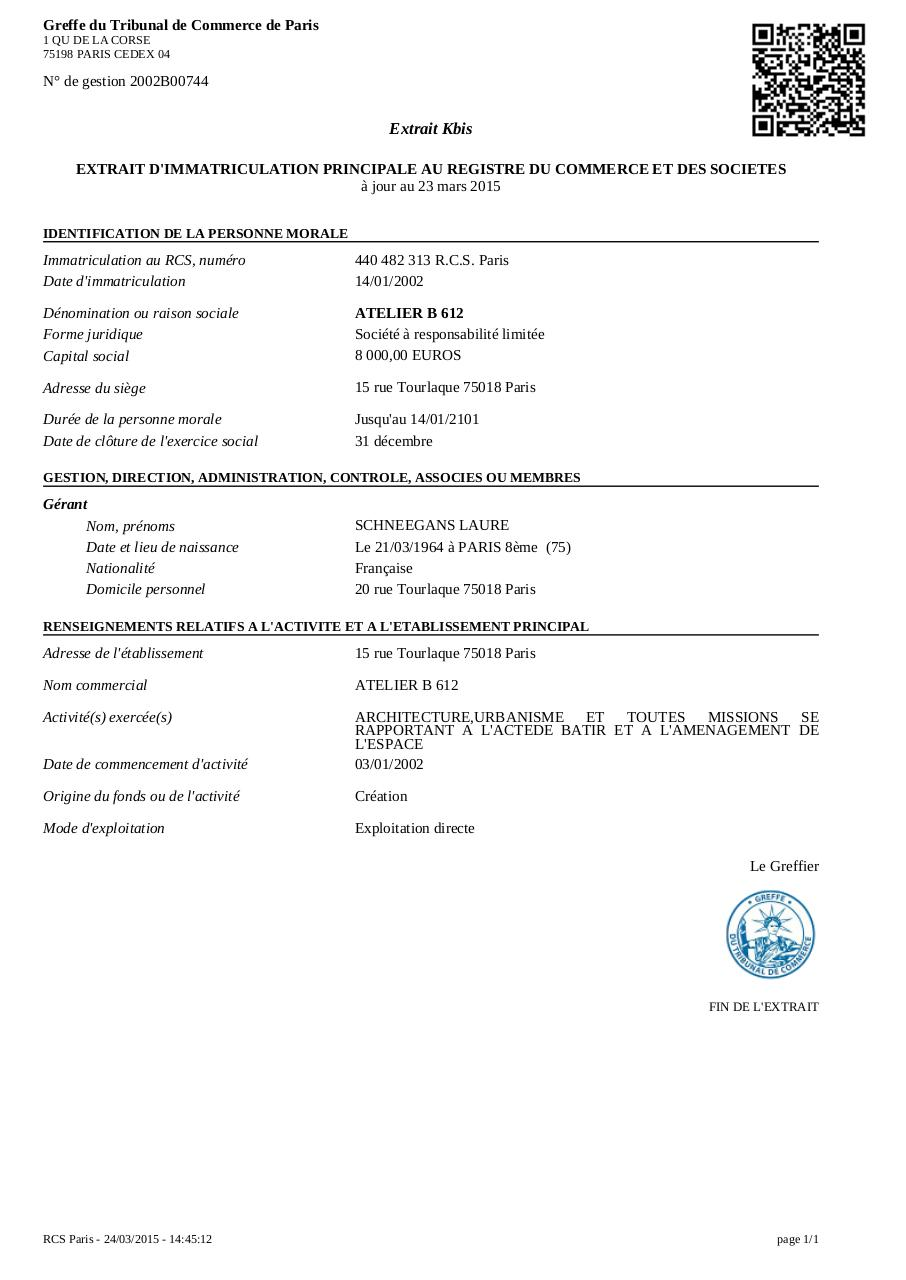 Greffe du Tribunal de Commerce de Paris
1 QU DE LA CORSE
75198 PARIS CEDEX 04
N° de gestion 2002B00744
Extrait Kbis
EXTRAIT D'IMMATRICULATION PRINCIPALE AU REGISTRE DU COMMERCE ET DES SOCIETES
à jour au 23 mars 2015
IDENTIFICATION DE LA PERSONNE MORALE
Immatriculation au RCS, numéro 440 482 313 R.C.S. Paris
Date d'immatriculation 14/01/2002
Dénomination ou raison sociale ATELIER B 612
Forme juridique Société à responsabilité limitée
Capital social 8 000,00 EUROS
Adresse du siège 15 rue Tourlaque 75018 Paris
Durée de la personne morale Jusqu'au 14/01/2101
Date de clôture de l'exercice social 31 décembre
GESTION, DIRECTION, ADMINISTRATION, CONTROLE, ASSOCIES OU MEMBRES
Gérant
Nom, prénoms SCHNEEGANS LAURE
Date et lieu de naissance Le 21/03/1964 à PARIS 8ème (75)
Nationalité Française
Domicile personnel 20 rue Tourlaque 75018 Paris
RENSEIGNEMENTS RELATIFS A L'ACTIVITE ET A L'ETABLISSEMENT PRINCIPAL
Adresse de l'établissement 15 rue Tourlaque 75018 Paris
Nom commercial ATELIER B 612
Activité(s) exercée(s) ARCHITECTURE,URBANISME ET TOUTES MISSIONS SE
RAPPORTANT A L'ACTEDE BATIR ET A L'AMENAGEMENT DE
L'ESPACE
Date de commencement d'activité 03/01/2002
Origine du fonds ou de l'activité Création
Mode d'exploitation Exploitation directe
Le Greffier
GREFFE
DU TRIBUNAL DE COMMERCE
FIN DE L'EXTRAIT
RCS Paris - 24/03/2015 - 14:45:12 page 1/1